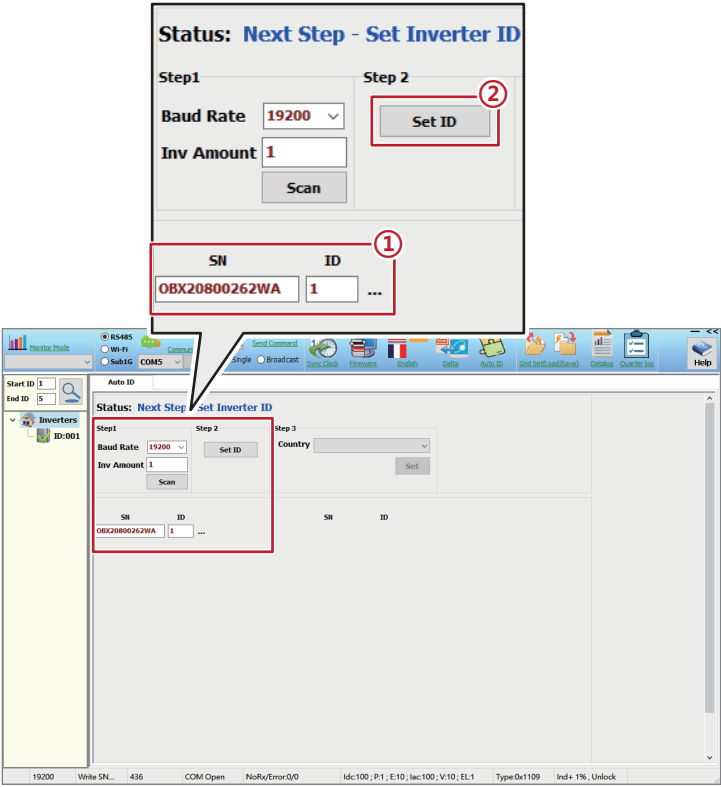 Status: Next Step - Set Inverter ID
Step1
Step 2
②
Baud Rate 19200
Set ID
Inv Amount 1
Scan
①
SN ID
OBX20800262WA 1 ...
Monitor Mode
RS485
Wi-Fi
Sub1G COM5
Send Command
Single Broadcast
Sync Clock
Firmware
English
Delta
Auto ID
Grid Set(Load/Save)
Datalog
Quarter log
— <<
Help
Start ID 1
End ID 5
Inverters
ID:001
Auto ID
Status: Next Step Set Inverter ID
Step1 Step 2 Step 3
Baud Rate 19200 Set ID Country
Inv Amount 1 Set
Scan
SN ID SN ID
OBX20800262WA 1 ...
19200 Write SN... 436 COM Open NoRx/Error:0/0 Idc:100 ; P:1 ; E:10 ; Iac:100 ; V:10 ; EL:1 Type:0x1109 Ind+ 1% , Unlock